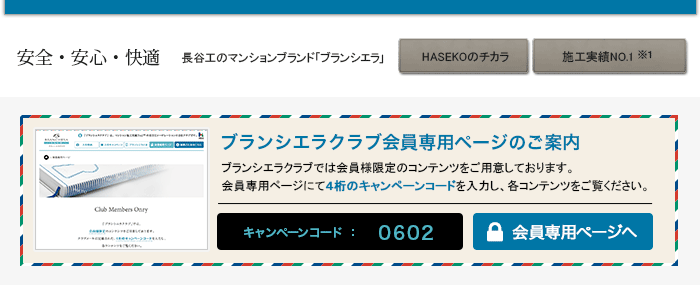 安全・安心・快適
長谷工のマンションブランド「ブランシエラ」
HASEKOのチカラ
施工実績NO.1 ※1
ブランシエラクラブ会員専用ページのご案内
ブランシエラクラブでは会員様限定のコンテンツをご用意しております。
会員専用ページにて4桁のキャンペーンコードを入力し、各コンテンツをご覧ください。
Club Members Onry
キャンペーンコード ： 0602
会員専用ページへ